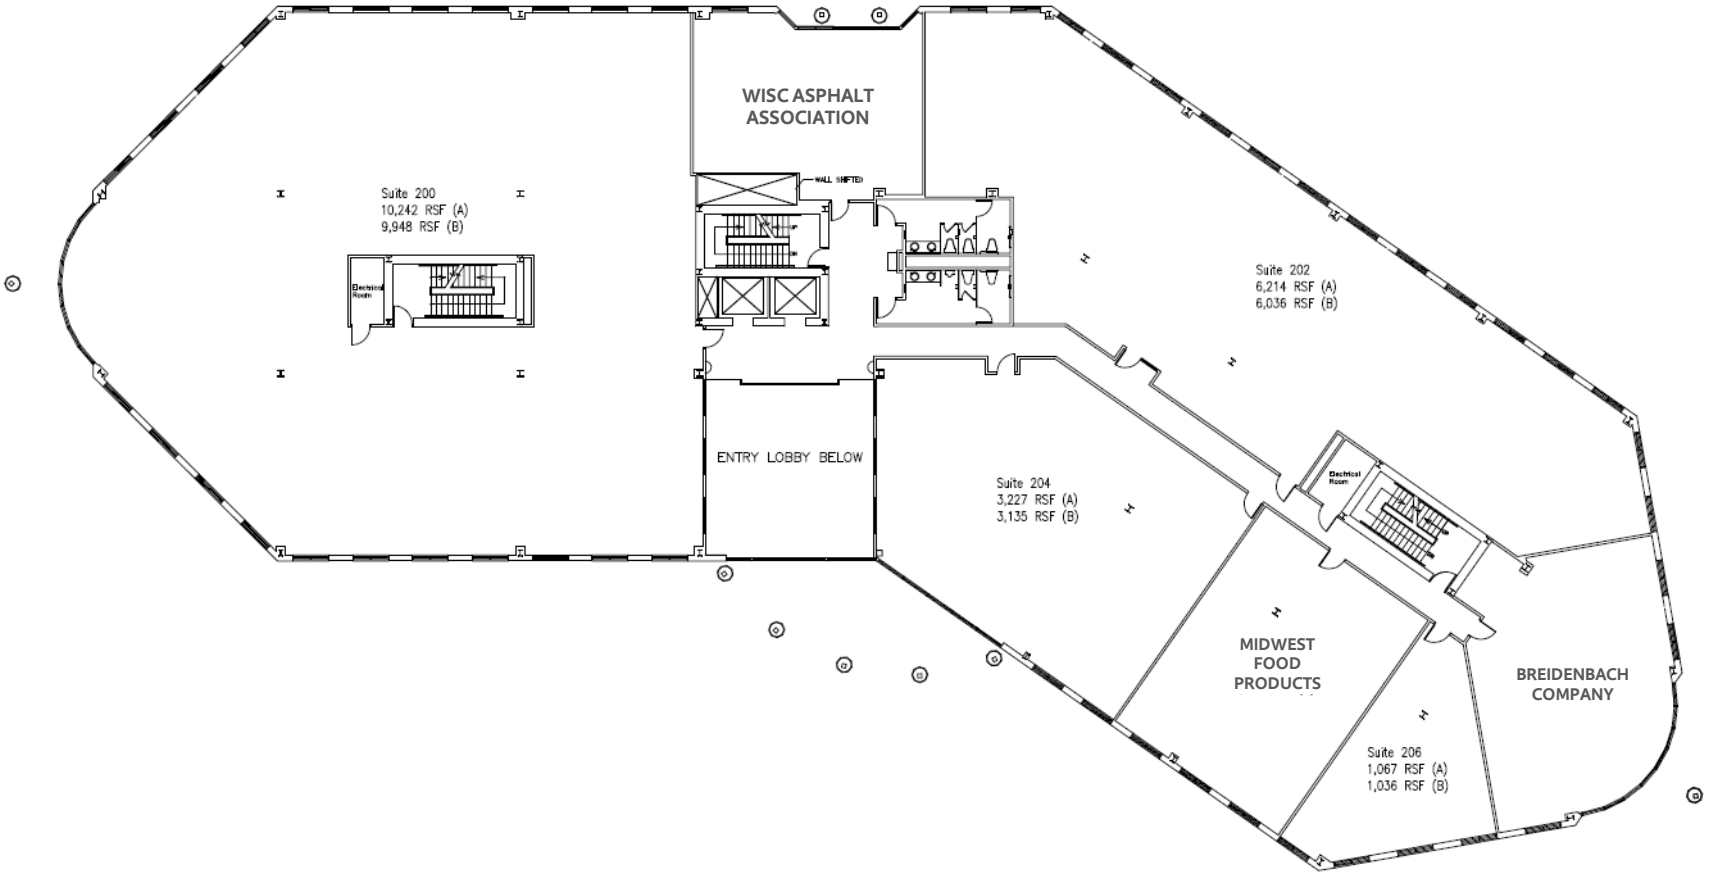 WISC ASPHALT
ASSOCIATION
WALL SHIFTED
Suite 200
10,242 RSF (A)
9,948 RSF (B)
UP
DN
Electrical
Room
Suite 202
6,214 RSF (A)
6,036 RSF (B)
ENTRY LOBBY BELOW
Suite 204
3,227 RSF (A)
3,135 RSF (B)
Electrical
Room
MIDWEST
FOOD
PRODUCTS
BREIDENBACH
COMPANY
Suite 206
1,067 RSF (A)
1,036 RSF (B)